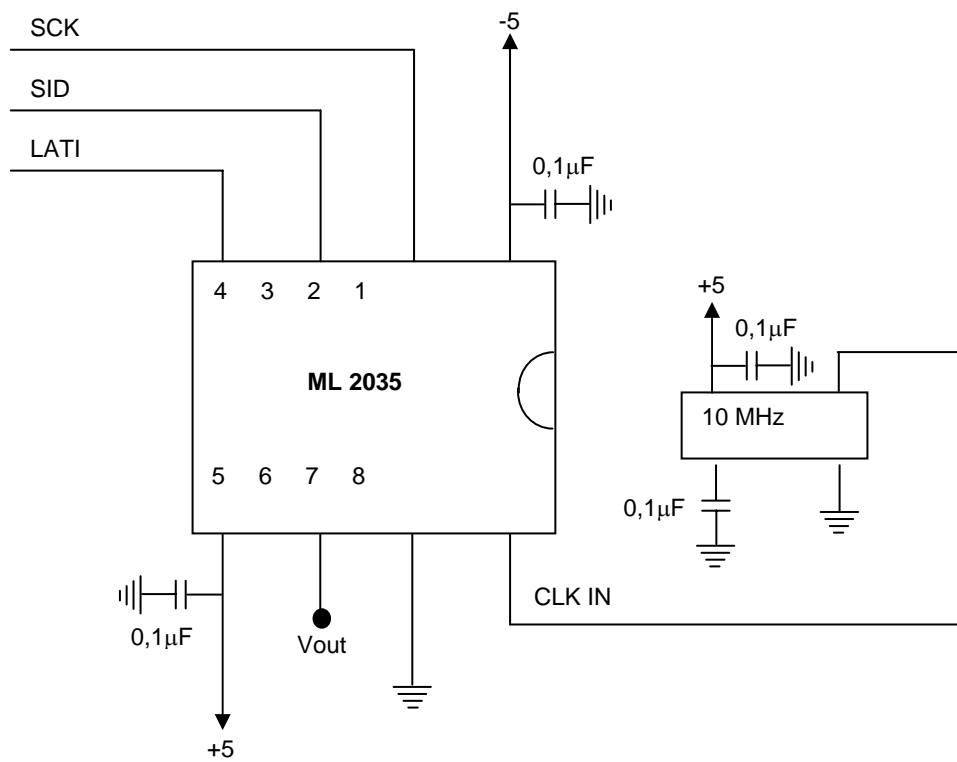 SCK
-5
SID
LATI
0,1μF
4 3 2 1
+5
0,1μF
ML 2035
10 MHz
5 6 7 8
0,1μF
CLK IN
0,1μF
Vout
+5